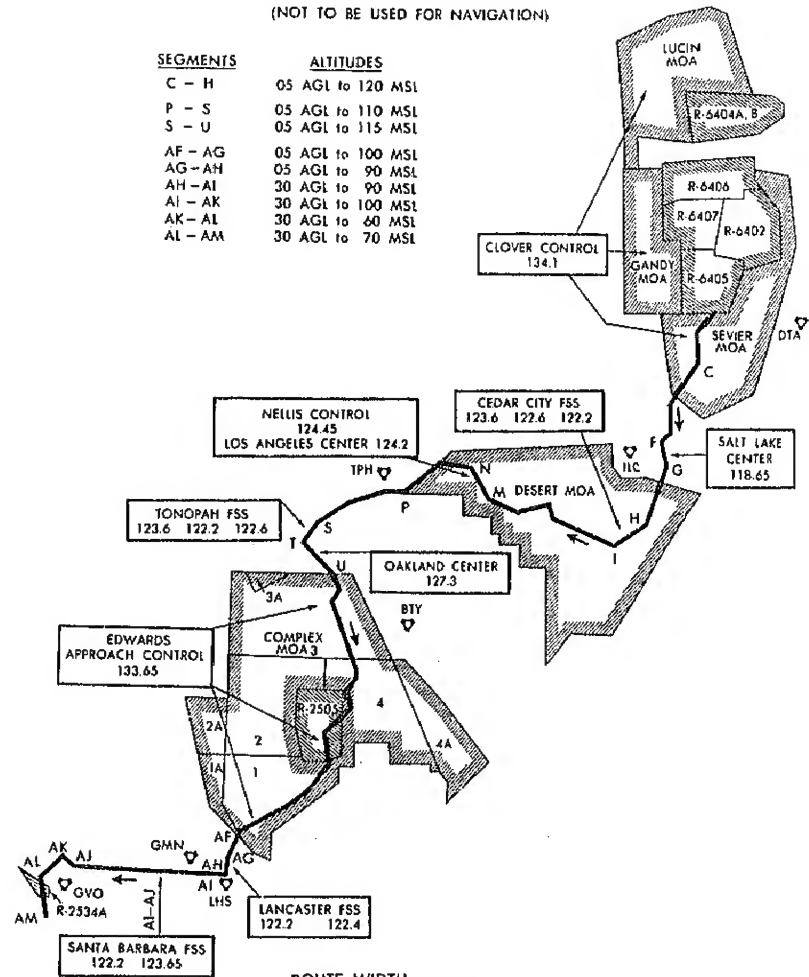 (NOT TO BE USED FOR NAVIGATION)
SEGMENTS ALTITUDES
C - H 05 AGL to 120 MSL
P - S 05 AGL to 110 MSL
S - U 05 AGL to 115 MSL
AF - AG 05 AGL to 100 MSL
AG - AH 05 AGL to 90 MSL
AH - AI 30 AGL to 90 MSL
AI - AK 30 AGL to 100 MSL
AK - AL 30 AGL to 60 MSL
AL - AM 30 AGL to 70 MSL
LUCIN
MOA
R-6404A, B
R-6406
R-6407
R-6402
CLOVER CONTROL
134.1
GANDY
MOA
R-6405
SEVIER
MOA
DTA
C
CEDAR CITY FSS
123.6 122.6 122.2
NELLIS CONTROL
124.45
LOS ANGELES CENTER 124.2
F
SALT LAKE
CENTER
118.65
ILC
G
TPH
N
M
DESERT MOA
P
H
I
TONOPAH FSS
123.6 122.2 122.6
S
T
OAKLAND CENTER
127.3
U
3A
BTY
EDWARDS
APPROACH CONTROL
133.65
COMPLEX
MOA 3
R-2505
4
2A
2
4A
1A
1
AF
AG
GMN
AH
AI
LHS
AK
AJ
AL
GVO
R-2534A
AM
AI-AJ
LANCASTER FSS
122.2 122.4
SANTA BARBARA FSS
122.2 123.65
ROUTE WIDTH